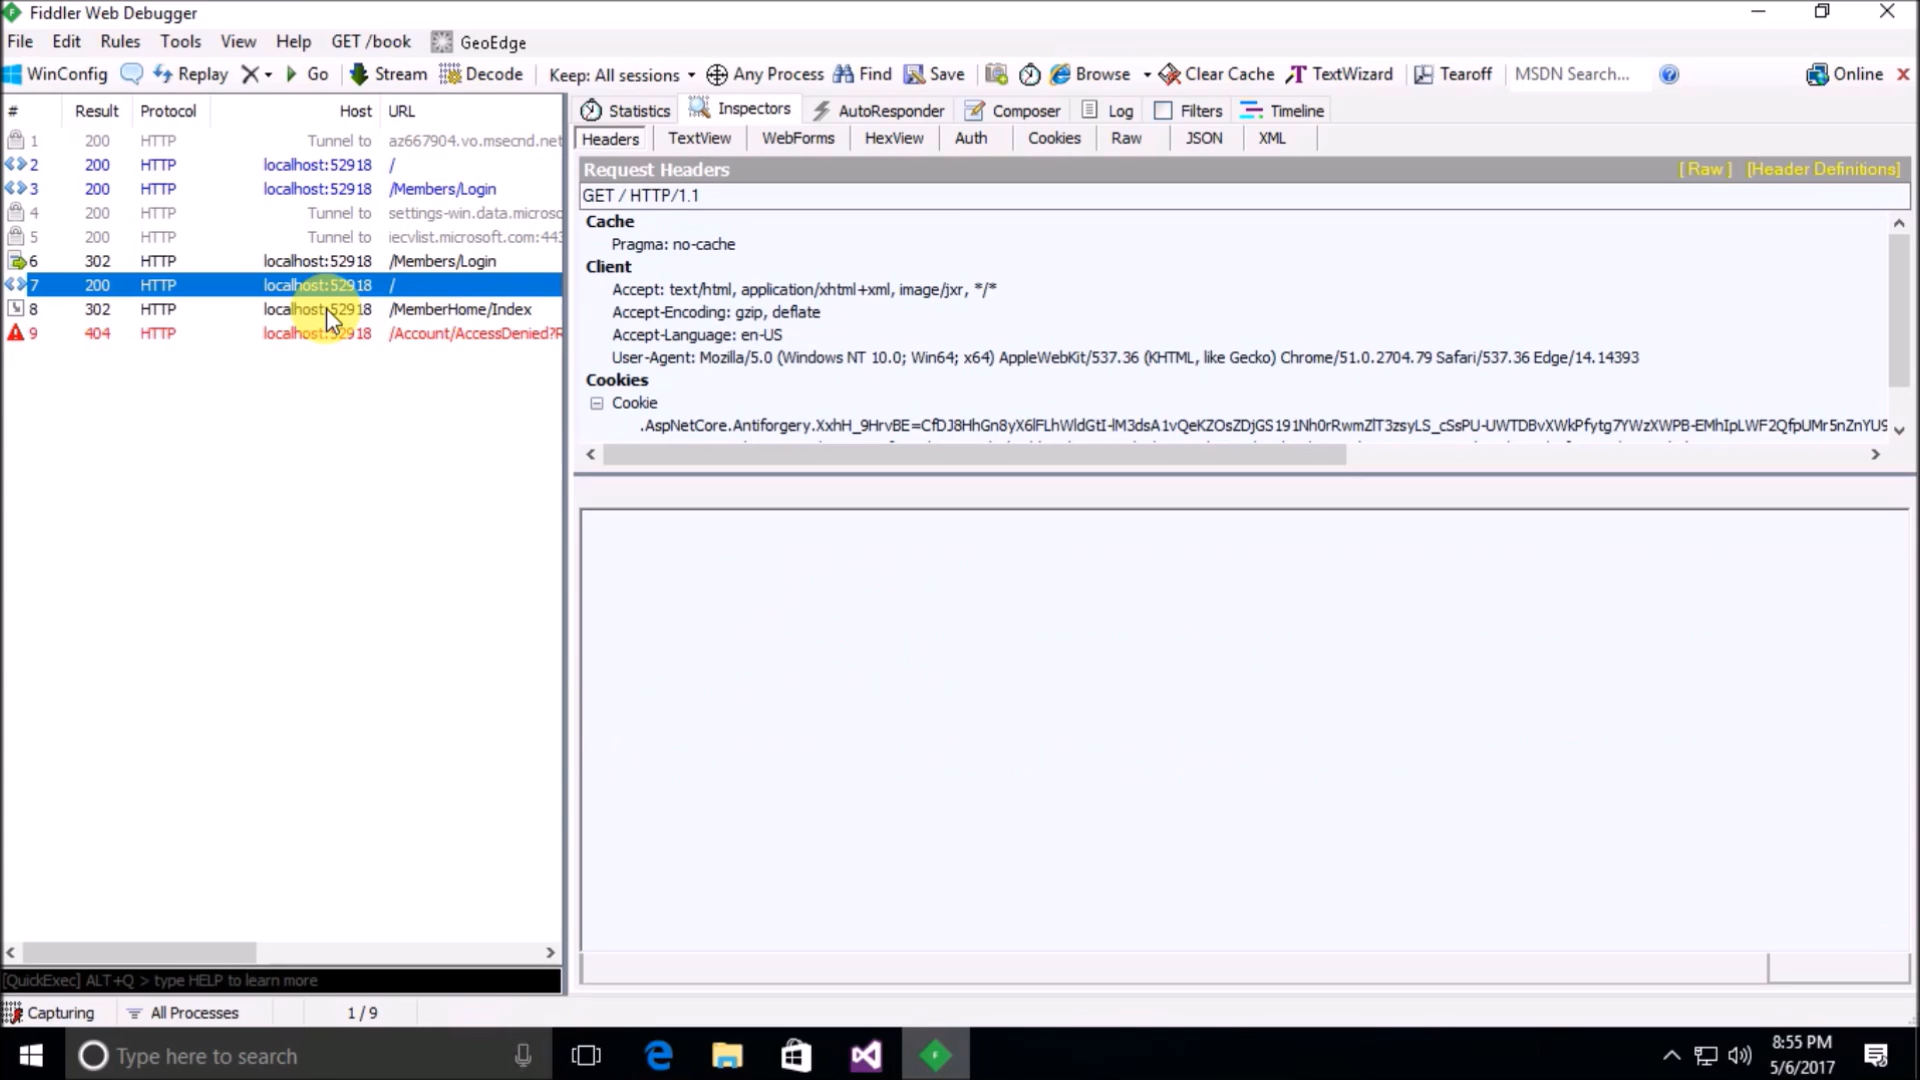 Fiddler Web Debugger
File Edit Rules Tools View Help GET /book GeoEdge
WinConfig Replay Go Stream Decode Keep: All sessions Any Process Find Save Browse Clear Cache TextWizard Tearoff MSDN Search... Online
# Result Protocol Host URL
1 200 HTTP Tunnel to az667904.vo.msecnd.net
2 200 HTTP localhost:52918 /
3 200 HTTP localhost:52918 /Members/Login
4 200 HTTP Tunnel to settings-win.data.microsc
5 200 HTTP Tunnel to iecvlist.microsoft.com:443
6 302 HTTP localhost:52918 /Members/Login
7 200 HTTP localhost:52918 /
8 302 HTTP localhost:52918 /MemberHome/Index
9 404 HTTP localhost:52918 /Account/AccessDenied?R
[QuickExec] ALT+Q > type HELP to learn more
Statistics Inspectors AutoResponder Composer Log Filters Timeline
Headers TextView WebForms HexView Auth Cookies Raw JSON XML
Request Headers [ Raw ] [Header Definitions]
GET / HTTP/1.1
Cache
Pragma: no-cache
Client
Accept: text/html, application/xhtml+xml, image/jxr, */*
Accept-Encoding: gzip, deflate
Accept-Language: en-US
User-Agent: Mozilla/5.0 (Windows NT 10.0; Win64; x64) AppleWebKit/537.36 (KHTML, like Gecko) Chrome/51.0.2704.79 Safari/537.36 Edge/14.14393
Cookies
Cookie
.AspNetCore.Antiforgery.XxhH_9HrvBE=CfDJ8HhGn8yX6lFLhWldGtI-lM3dsA1vQeKZOsZDjGS191Nh0rRwmZlT3zsyLS_cSsPU-UWTDBvXWkPfytg7YWzXWPB-EMhIpLWF2QfpUMr5nZnYU9
Capturing All Processes 1 / 9
Type here to search
8:55 PM
5/6/2017